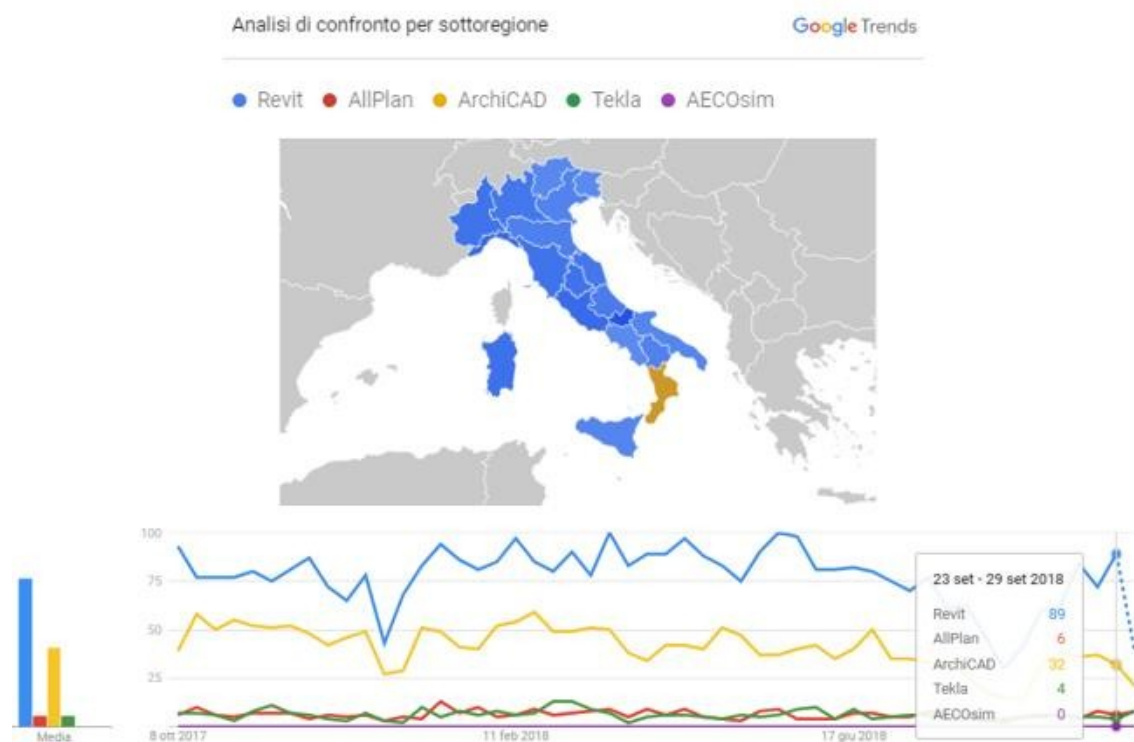 Analisi di confronto per sottoregione
Google Trends
Revit AllPlan ArchiCAD Tekla AECOsim
100
75
50
25
Media
8 ott 2017
11 feb 2018
17 giu 2018
23 set - 29 set 2018
Revit 89
AllPlan 6
ArchiCAD 32
Tekla 4
AECOsim 0